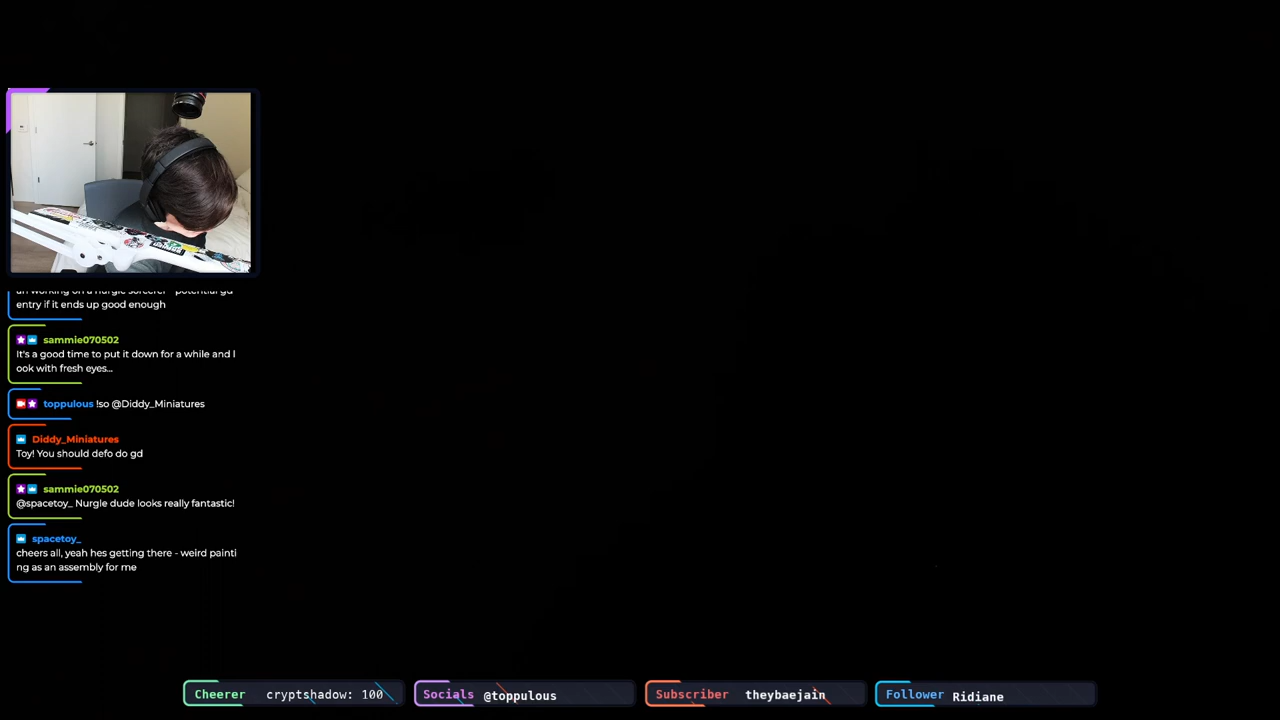 entry if it ends up good enough
sammie070502
It's a good time to put it down for a while and l
ook with fresh eyes...
toppulous !so @Diddy_Miniatures
Diddy_Miniatures
Toy! You should defo do gd
sammie070502
@spacetoy_ Nurgle dude looks really fantastic!
spacetoy_
cheers all, yeah hes getting there - weird painti
ng as an assembly for me
Cheerer cryptshadow: 100
Socials @toppulous
Subscriber theybaejain
Follower Ridiane